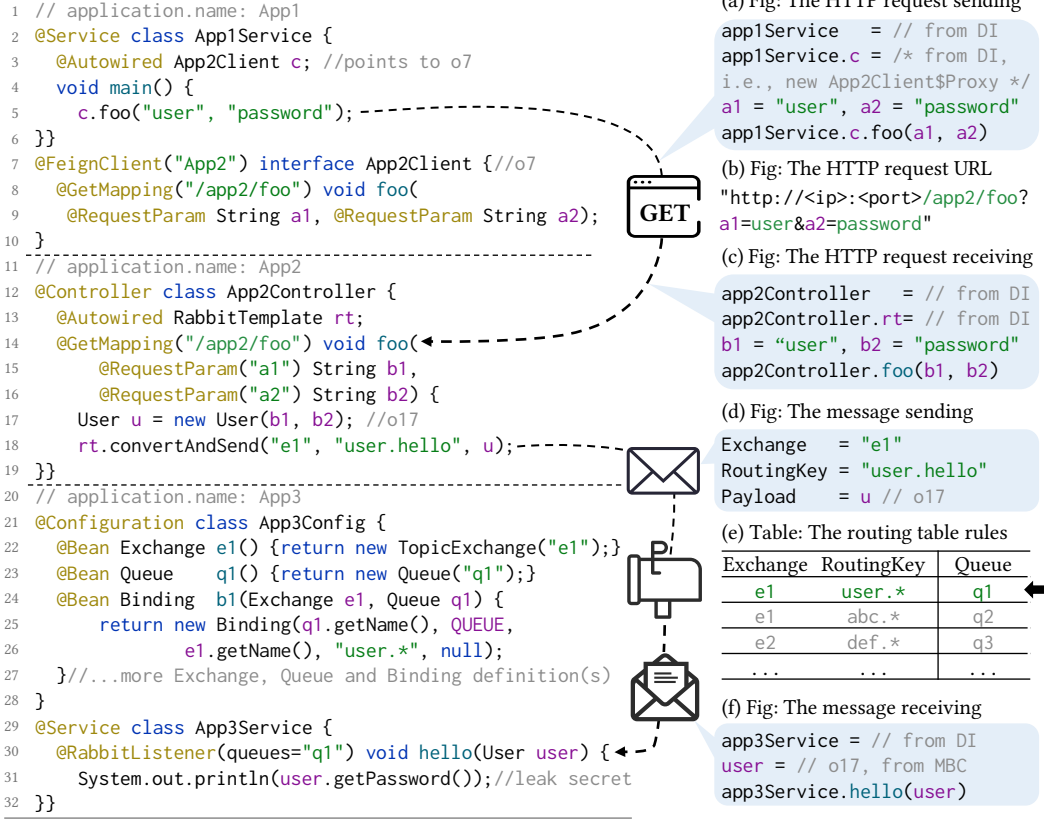 1 // application.name: App1
2 @Service class App1Service {
3 @Autowired App2Client c; //points to o7
4 void main() {
5 c.foo("user", "password");
6 }}
7 @FeignClient("App2") interface App2Client {//o7
8 @GetMapping("/app2/foo") void foo(
9 @RequestParam String a1, @RequestParam String a2);
10 }
11 // application.name: App2
12 @Controller class App2Controller {
13 @Autowired RabbitTemplate rt;
14 @GetMapping("/app2/foo") void foo(
15 @RequestParam("a1") String b1,
16 @RequestParam("a2") String b2) {
17 User u = new User(b1, b2); //o17
18 rt.convertAndSend("e1", "user.hello", u);
19 }}
20 // application.name: App3
21 @Configuration class App3Config {
22 @Bean Exchange e1() {return new TopicExchange("e1");}
23 @Bean Queue q1() {return new Queue("q1");}
24 @Bean Binding b1(Exchange e1, Queue q1) {
25 return new Binding(q1.getName(), QUEUE,
26 e1.getName(), "user.*", null);
27 }//...more Exchange, Queue and Binding definition(s)
28 }
29 @Service class App3Service {
30 @RabbitListener(queues="q1") void hello(User user) {
31 System.out.println(user.getPassword());//leak secret
32 }}
GET
(a) Fig: The HTTP request sending
app1Service = // from DI
app1Service.c = /* from DI,
i.e., new App2Client$Proxy */
a1 = "user", a2 = "password"
app1Service.c.foo(a1, a2)
(b) Fig: The HTTP request URL
"http://<ip>:<port>/app2/foo?
a1=user&a2=password"
(c) Fig: The HTTP request receiving
app2Controller = // from DI
app2Controller.rt= // from DI
b1 = “user", b2 = "password"
app2Controller.foo(b1, b2)
(d) Fig: The message sending
Exchange = "e1"
RoutingKey = "user.hello"
Payload = u // o17
(e) Table: The routing table rules
Exchange RoutingKey Queue
e1 user.* q1
e1 abc.* q2
e2 def.* q3
... ... ...
(f) Fig: The message receiving
app3Service = // from DI
user = // o17, from MBC
app3Service.hello(user)